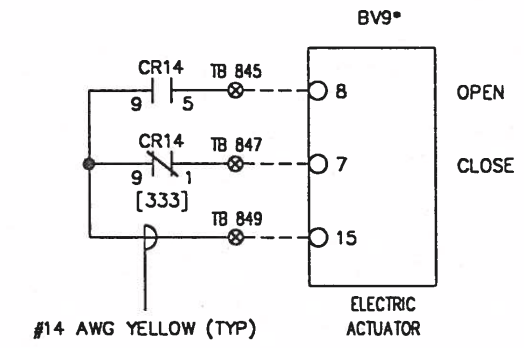 BV9*
CR14 TB 845
9 5 8 OPEN
CR14 TB 847
9 1 7 CLOSE
[333]
TB 849
15
ELECTRIC
#14 AWG YELLOW (TYP) ACTUATOR